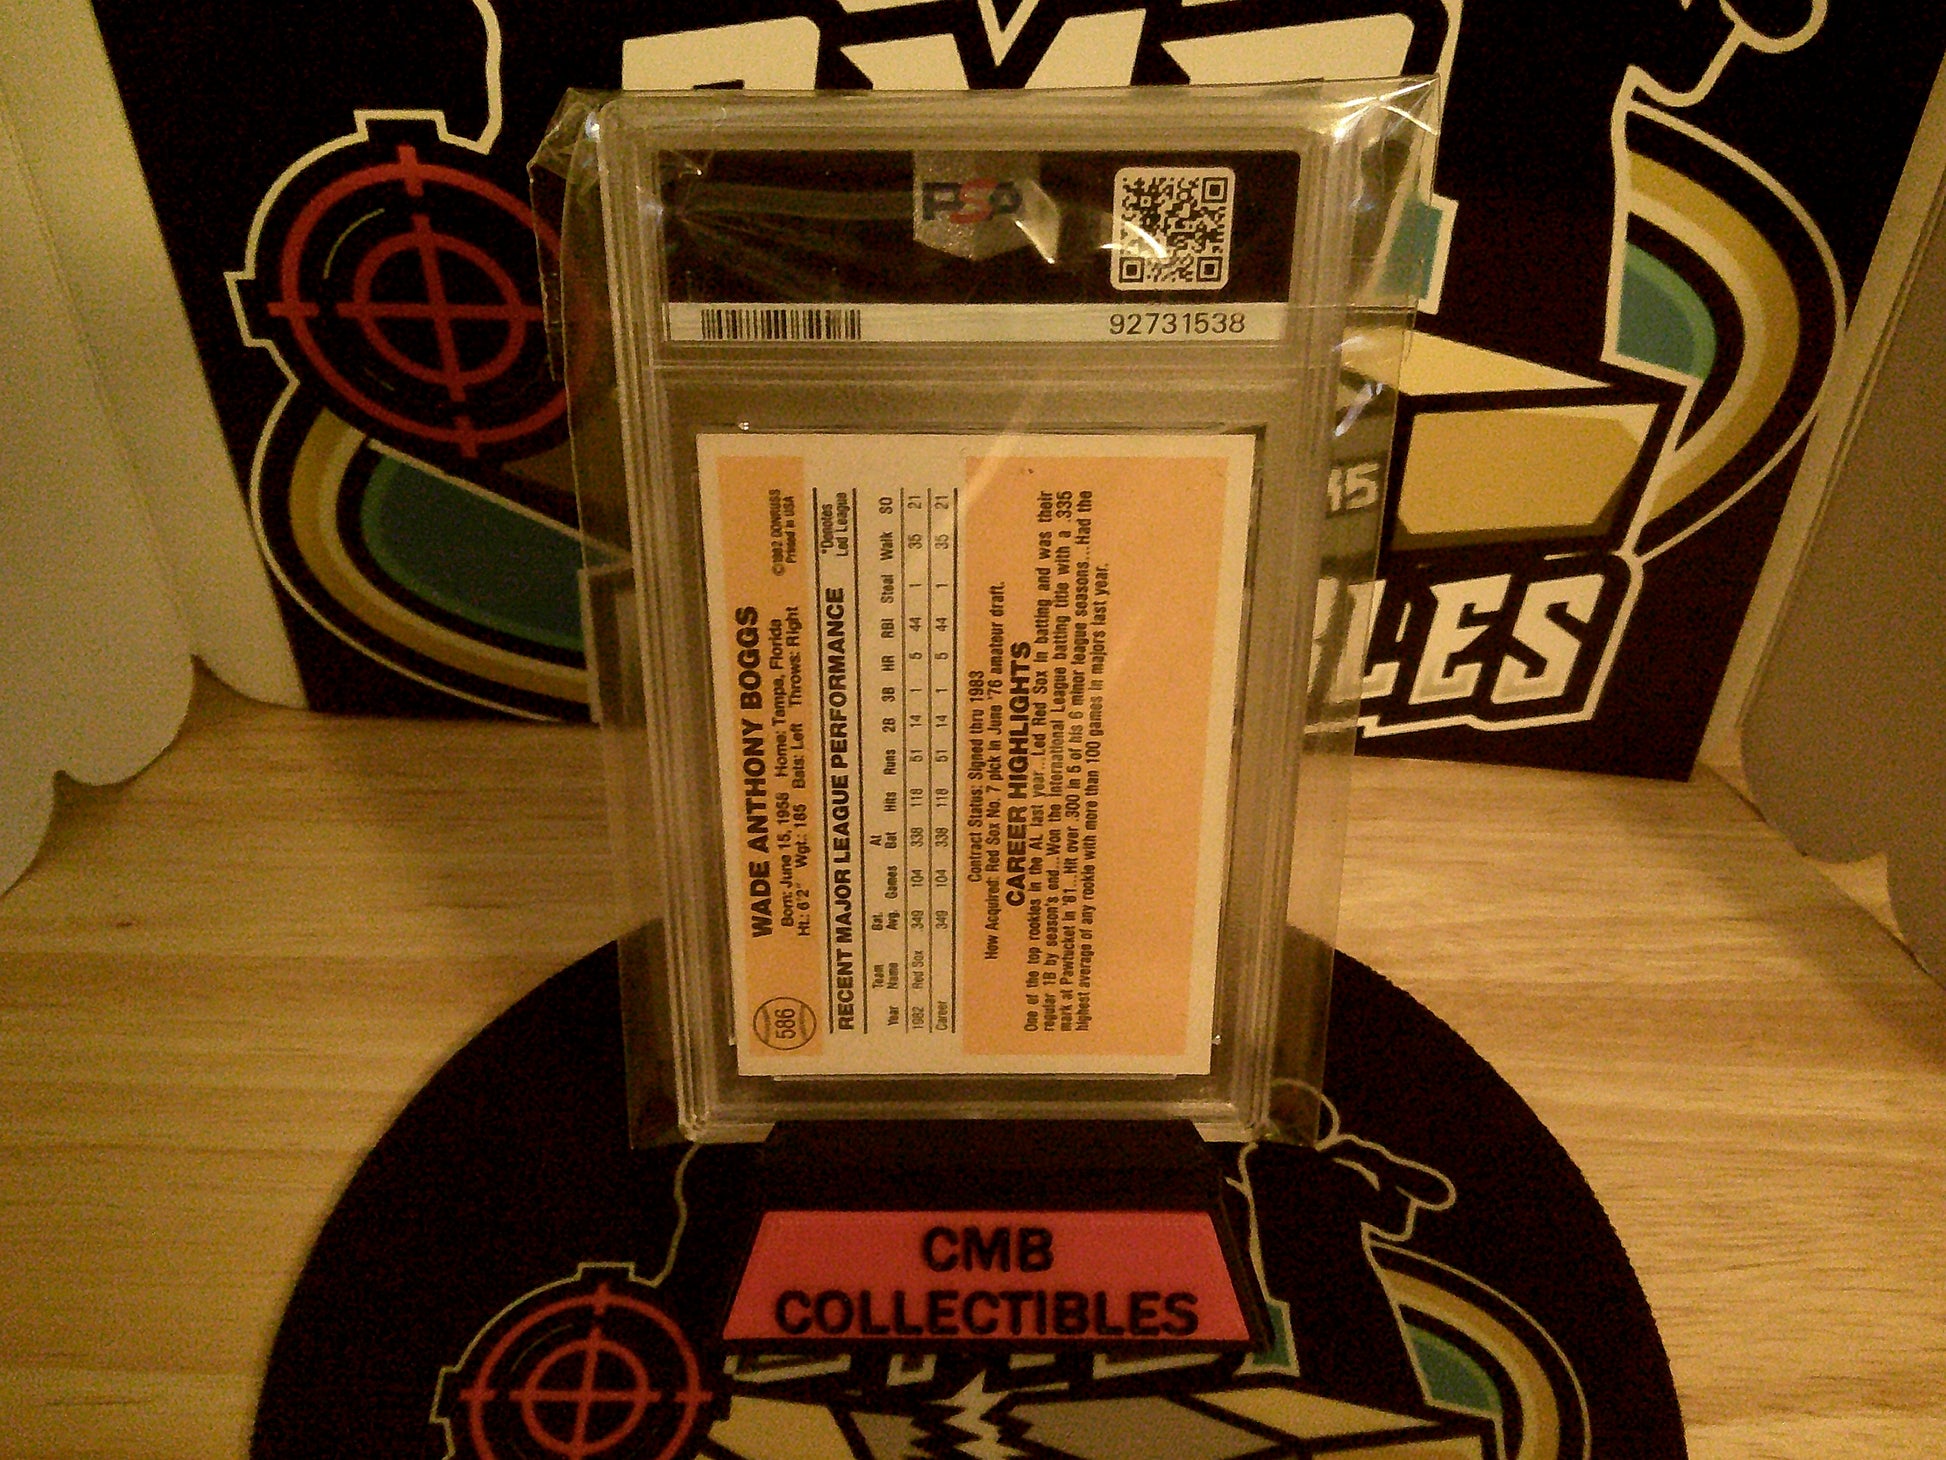 PSA
92731538
586
WADE ANTHONY BOGGS
©1982 DONRUSS
Printed in USA
Born: June 15, 1958 Home: Tampa, Florida
Ht.: 6'2" Wgt.: 185 Bats: Left Throws: Right
RECENT MAJOR LEAGUE PERFORMANCE
*Denotes
Led League
Year Team Name Bat. Avg. Games At Bat Hits Runs 2B 3B HR RBI Steal Walk SO
1982 Red Sox 349 104 338 118 51 14 1 5 44 1 35 21
Career 349 104 338 118 51 14 1 5 44 1 35 21
Contract Status: Signed thru 1983
How Acquired: Red Sox No. 7 pick in June '76 amateur draft.
CAREER HIGHLIGHTS
One of the top rookies in the AL last year...Led Red Sox in batting and was their
regular 1B by season's end...Won the International League batting title with a .335
mark at Pawtucket in '81...Hit over .300 in 5 of his 6 minor league seasons....Had the
highest average of any rookie with more than 100 games in majors last year.
CMB
COLLECTIBLES